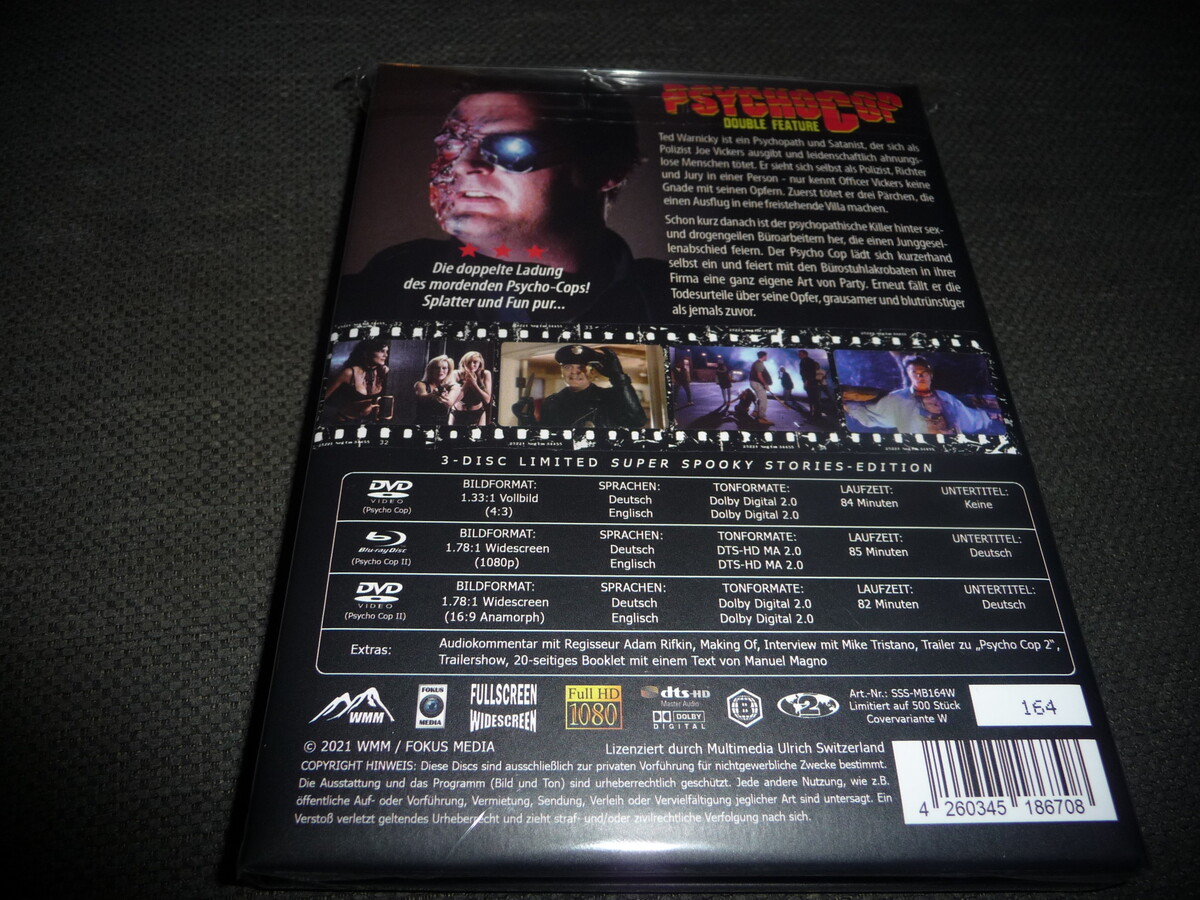 PSYCHOCOP
DOUBLE FEATURE
Ted Warnicky ist ein Psychopath und Satanist, der sich als
Polizist Joe Vickers ausgibt und leidenschaftlich ahnungs-
lose Menschen tötet. Er sieht sich selbst als Polizist, Richter
und Jury in einer Person – nur kennt Officer Vickers keine
Gnade mit seinen Opfern. Zuerst tötet er drei Pärchen, die
einen Ausflug in eine freistehende Villa machen.
Schon kurz danach ist der psychopathische Killer hinter sex-
und drogengeilen Büroarbeitern her, die einen Junggesel-
lenabschied feiern. Der Psycho Cop lädt sich kurzerhand
selbst ein und feiert mit den Bürostuhlakrobaten in ihrer
Firma eine ganz eigene Art von Party. Erneut fällt er die
Todesurteile über seine Opfer, grausamer und blutrünstiger
als jemals zuvor.
Die doppelte Ladung
des mordenden Psycho-Cops!
Splatter und Fun pur...
32
3-DISC LIMITED SUPER SPOOKY STORIES-EDITION
DVD
VIDEO
(Psycho Cop)
BILDFORMAT:
1.33:1 Vollbild
(4:3)
SPRACHEN:
Deutsch
Englisch
TONFORMATE:
Dolby Digital 2.0
Dolby Digital 2.0
LAUFZEIT:
84 Minuten
UNTERTITEL:
Keine
Blu-ray Disc
(Psycho Cop II)
BILDFORMAT:
1.78:1 Widescreen
(1080p)
SPRACHEN:
Deutsch
Englisch
TONFORMATE:
DTS-HD MA 2.0
DTS-HD MA 2.0
LAUFZEIT:
85 Minuten
UNTERTITEL:
Deutsch
DVD
VIDEO
(Psycho Cop II)
BILDFORMAT:
1.78:1 Widescreen
(16:9 Anamorph)
SPRACHEN:
Deutsch
Englisch
TONFORMATE:
Dolby Digital 2.0
Dolby Digital 2.0
LAUFZEIT:
82 Minuten
UNTERTITEL:
Deutsch
Extras:
Audiokommentar mit Regisseur Adam Rifkin, Making Of, Interview mit Mike Tristano, Trailer zu „Psycho Cop 2",
Trailershow, 20-seitiges Booklet mit einem Text von Manuel Magno
WMM
FOKUS
MEDIA
FULLSCREEN
WIDESCREEN
Full HD
1080
dts-HD
Master Audio
DOLBY
DIGITAL
2
Art.-Nr.: SSS-MB164W
Limitiert auf 500 Stück
Covervariante W
164
© 2021 WMM / FOKUS MEDIA
Lizenziert durch Multimedia Ulrich Switzerland
COPYRIGHT HINWEIS: Diese Discs sind ausschließlich zur privaten Vorführung für nichtgewerbliche Zwecke bestimmt.
Die Ausstattung und das Programm (Bild und Ton) sind urheberrechtlich geschützt. Jede andere Nutzung, wie z.B.
öffentliche Auf- oder Vorführung, Vermietung, Sendung, Verleih oder Vervielfältigung jeglicher Art sind untersagt. Ein
Verstoß verletzt geltendes Urheberrecht und zieht straf- und/oder zivilrechtliche Verfolgung nach sich.
4 260345 186708